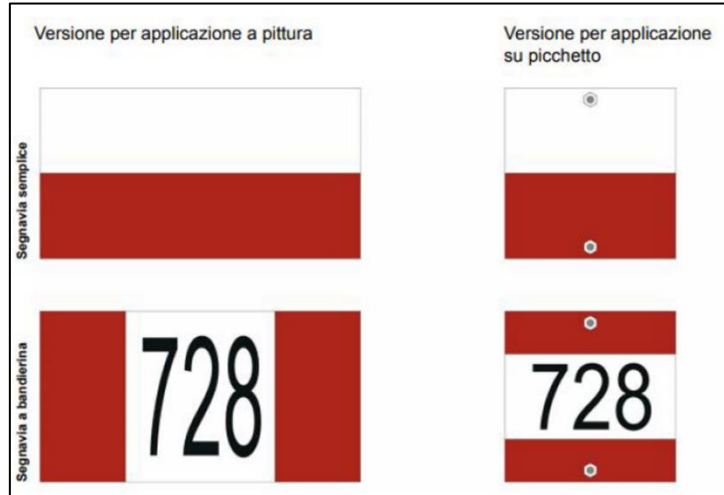 Versione per applicazione a pittura
Versione per applicazione
su picchetto
Segnavia semplice
Segnavia a bandierina
728
728